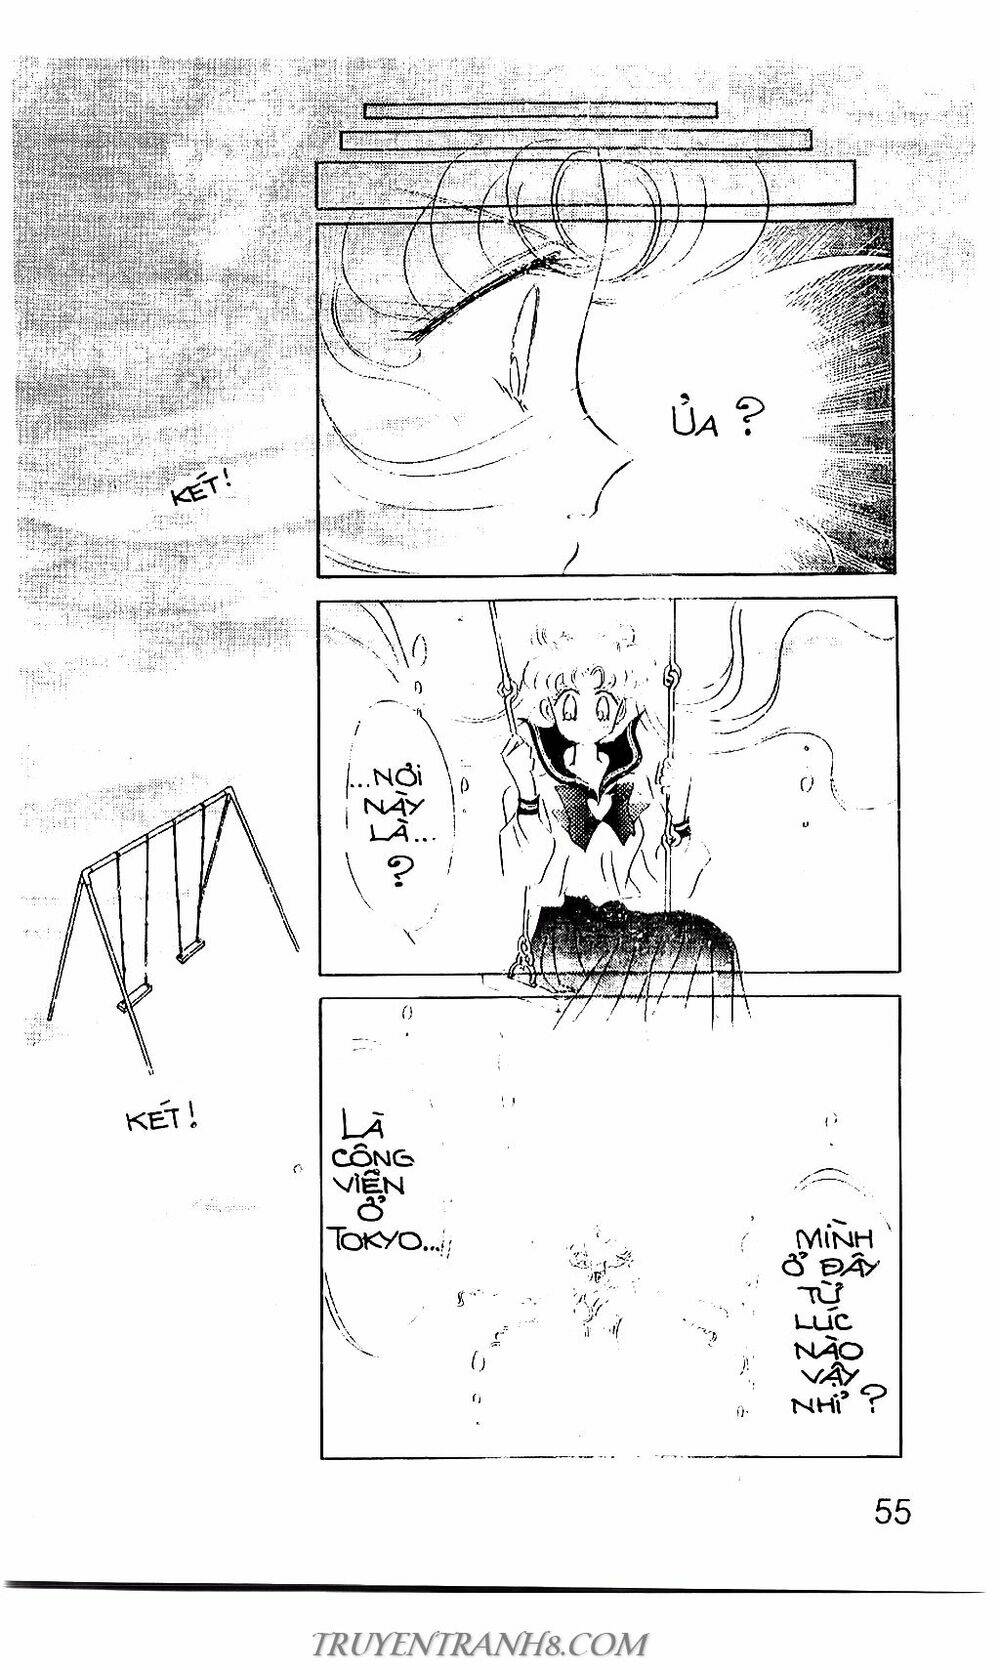 ỦA ?
KÉT!
...NƠI
NÀY
LÀ...
?
KÉT!
MÌNH
Ở ĐÂY
TỪ
LÚC
NÀO
VẬY
NHỈ ?
LÀ
CÔNG
VIÊN
Ở
TOKYO...
55
TRUYENTRANH8.COM